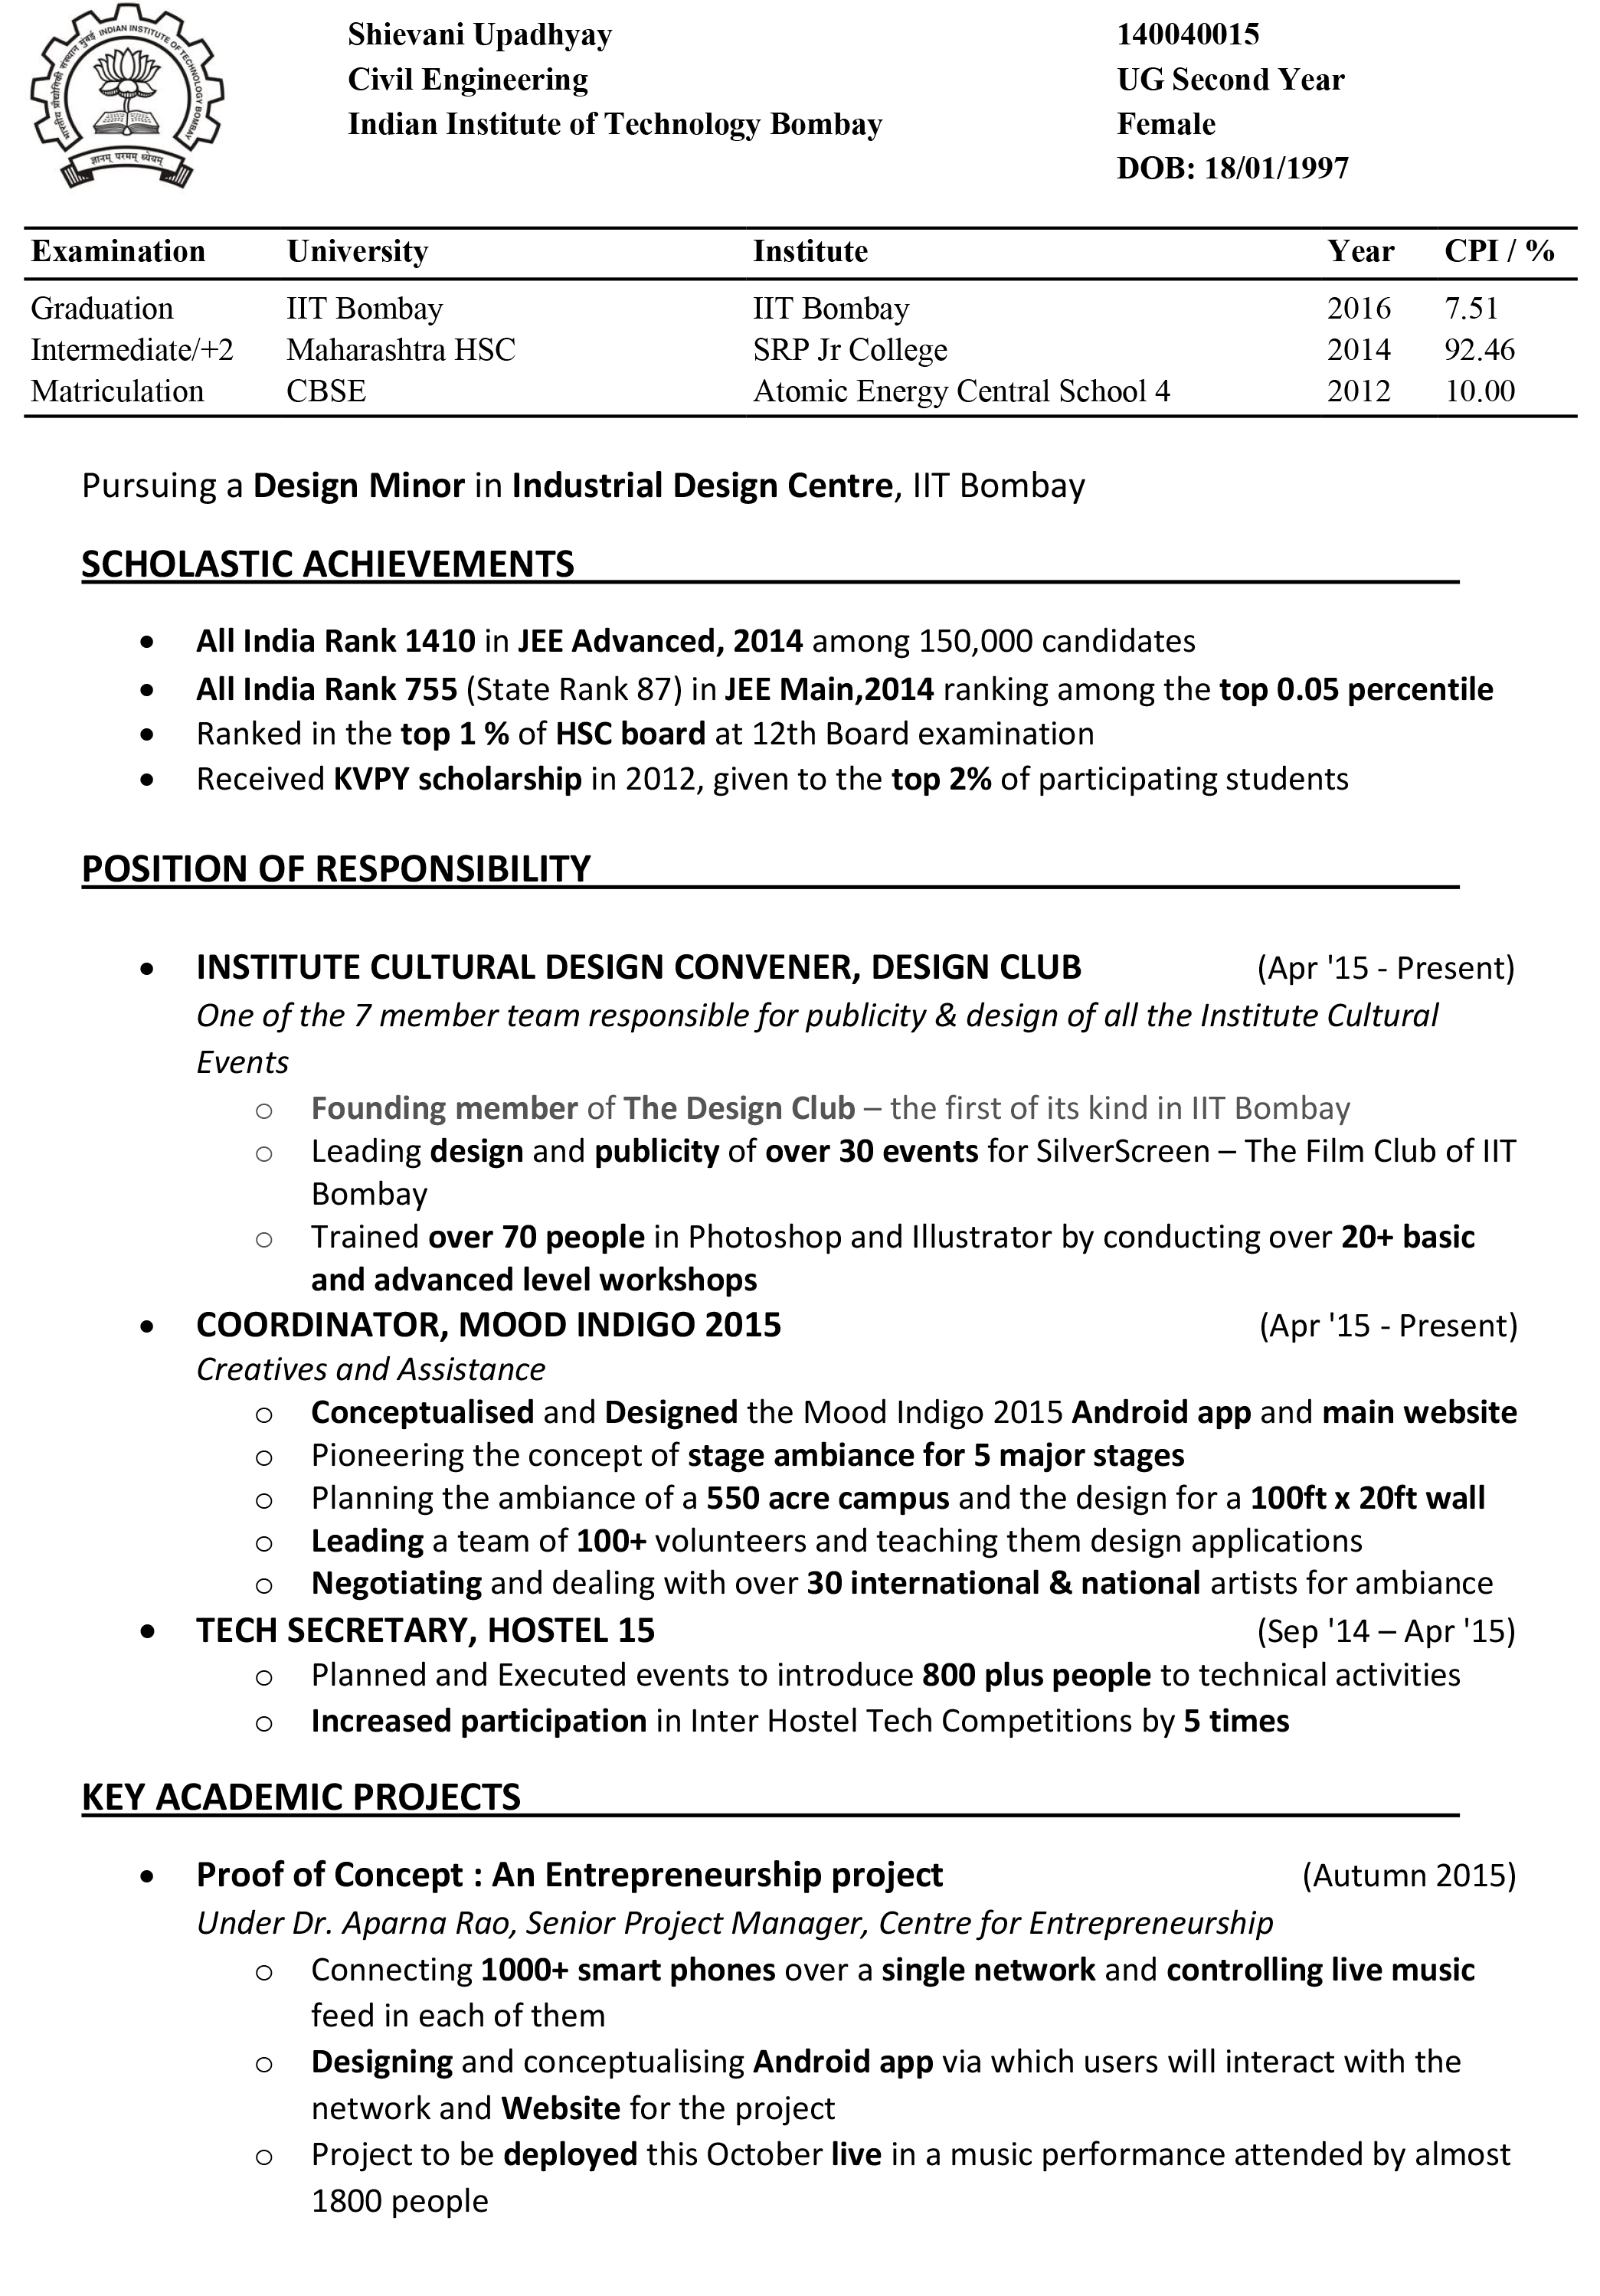 भारतीय प्रौद्योगिकी संस्थान मुंबई INDIAN INSTITUTE OF TECHNOLOGY BOMBAY
ज्ञानम् परमम् ध्येयम्
Shievani Upadhyay 140040015
Civil Engineering UG Second Year
Indian Institute of Technology Bombay Female
DOB: 18/01/1997
Examination University Institute Year CPI / %
Graduation IIT Bombay IIT Bombay 2016 7.51
Intermediate/+2 Maharashtra HSC SRP Jr College 2014 92.46
Matriculation CBSE Atomic Energy Central School 4 2012 10.00
Pursuing a Design Minor in Industrial Design Centre, IIT Bombay
SCHOLASTIC ACHIEVEMENTS
• All India Rank 1410 in JEE Advanced, 2014 among 150,000 candidates
• All India Rank 755 (State Rank 87) in JEE Main,2014 ranking among the top 0.05 percentile
• Ranked in the top 1 % of HSC board at 12th Board examination
• Received KVPY scholarship in 2012, given to the top 2% of participating students
POSITION OF RESPONSIBILITY
• INSTITUTE CULTURAL DESIGN CONVENER, DESIGN CLUB (Apr '15 - Present)
One of the 7 member team responsible for publicity & design of all the Institute Cultural
Events
o Founding member of The Design Club – the first of its kind in IIT Bombay
o Leading design and publicity of over 30 events for SilverScreen – The Film Club of IIT
Bombay
o Trained over 70 people in Photoshop and Illustrator by conducting over 20+ basic
and advanced level workshops
• COORDINATOR, MOOD INDIGO 2015 (Apr '15 - Present)
Creatives and Assistance
o Conceptualised and Designed the Mood Indigo 2015 Android app and main website
o Pioneering the concept of stage ambiance for 5 major stages
o Planning the ambiance of a 550 acre campus and the design for a 100ft x 20ft wall
o Leading a team of 100+ volunteers and teaching them design applications
o Negotiating and dealing with over 30 international & national artists for ambiance
• TECH SECRETARY, HOSTEL 15 (Sep '14 – Apr '15)
o Planned and Executed events to introduce 800 plus people to technical activities
o Increased participation in Inter Hostel Tech Competitions by 5 times
KEY ACADEMIC PROJECTS
• Proof of Concept : An Entrepreneurship project (Autumn 2015)
Under Dr. Aparna Rao, Senior Project Manager, Centre for Entrepreneurship
o Connecting 1000+ smart phones over a single network and controlling live music
feed in each of them
o Designing and conceptualising Android app via which users will interact with the
network and Website for the project
o Project to be deployed this October live in a music performance attended by almost
1800 people